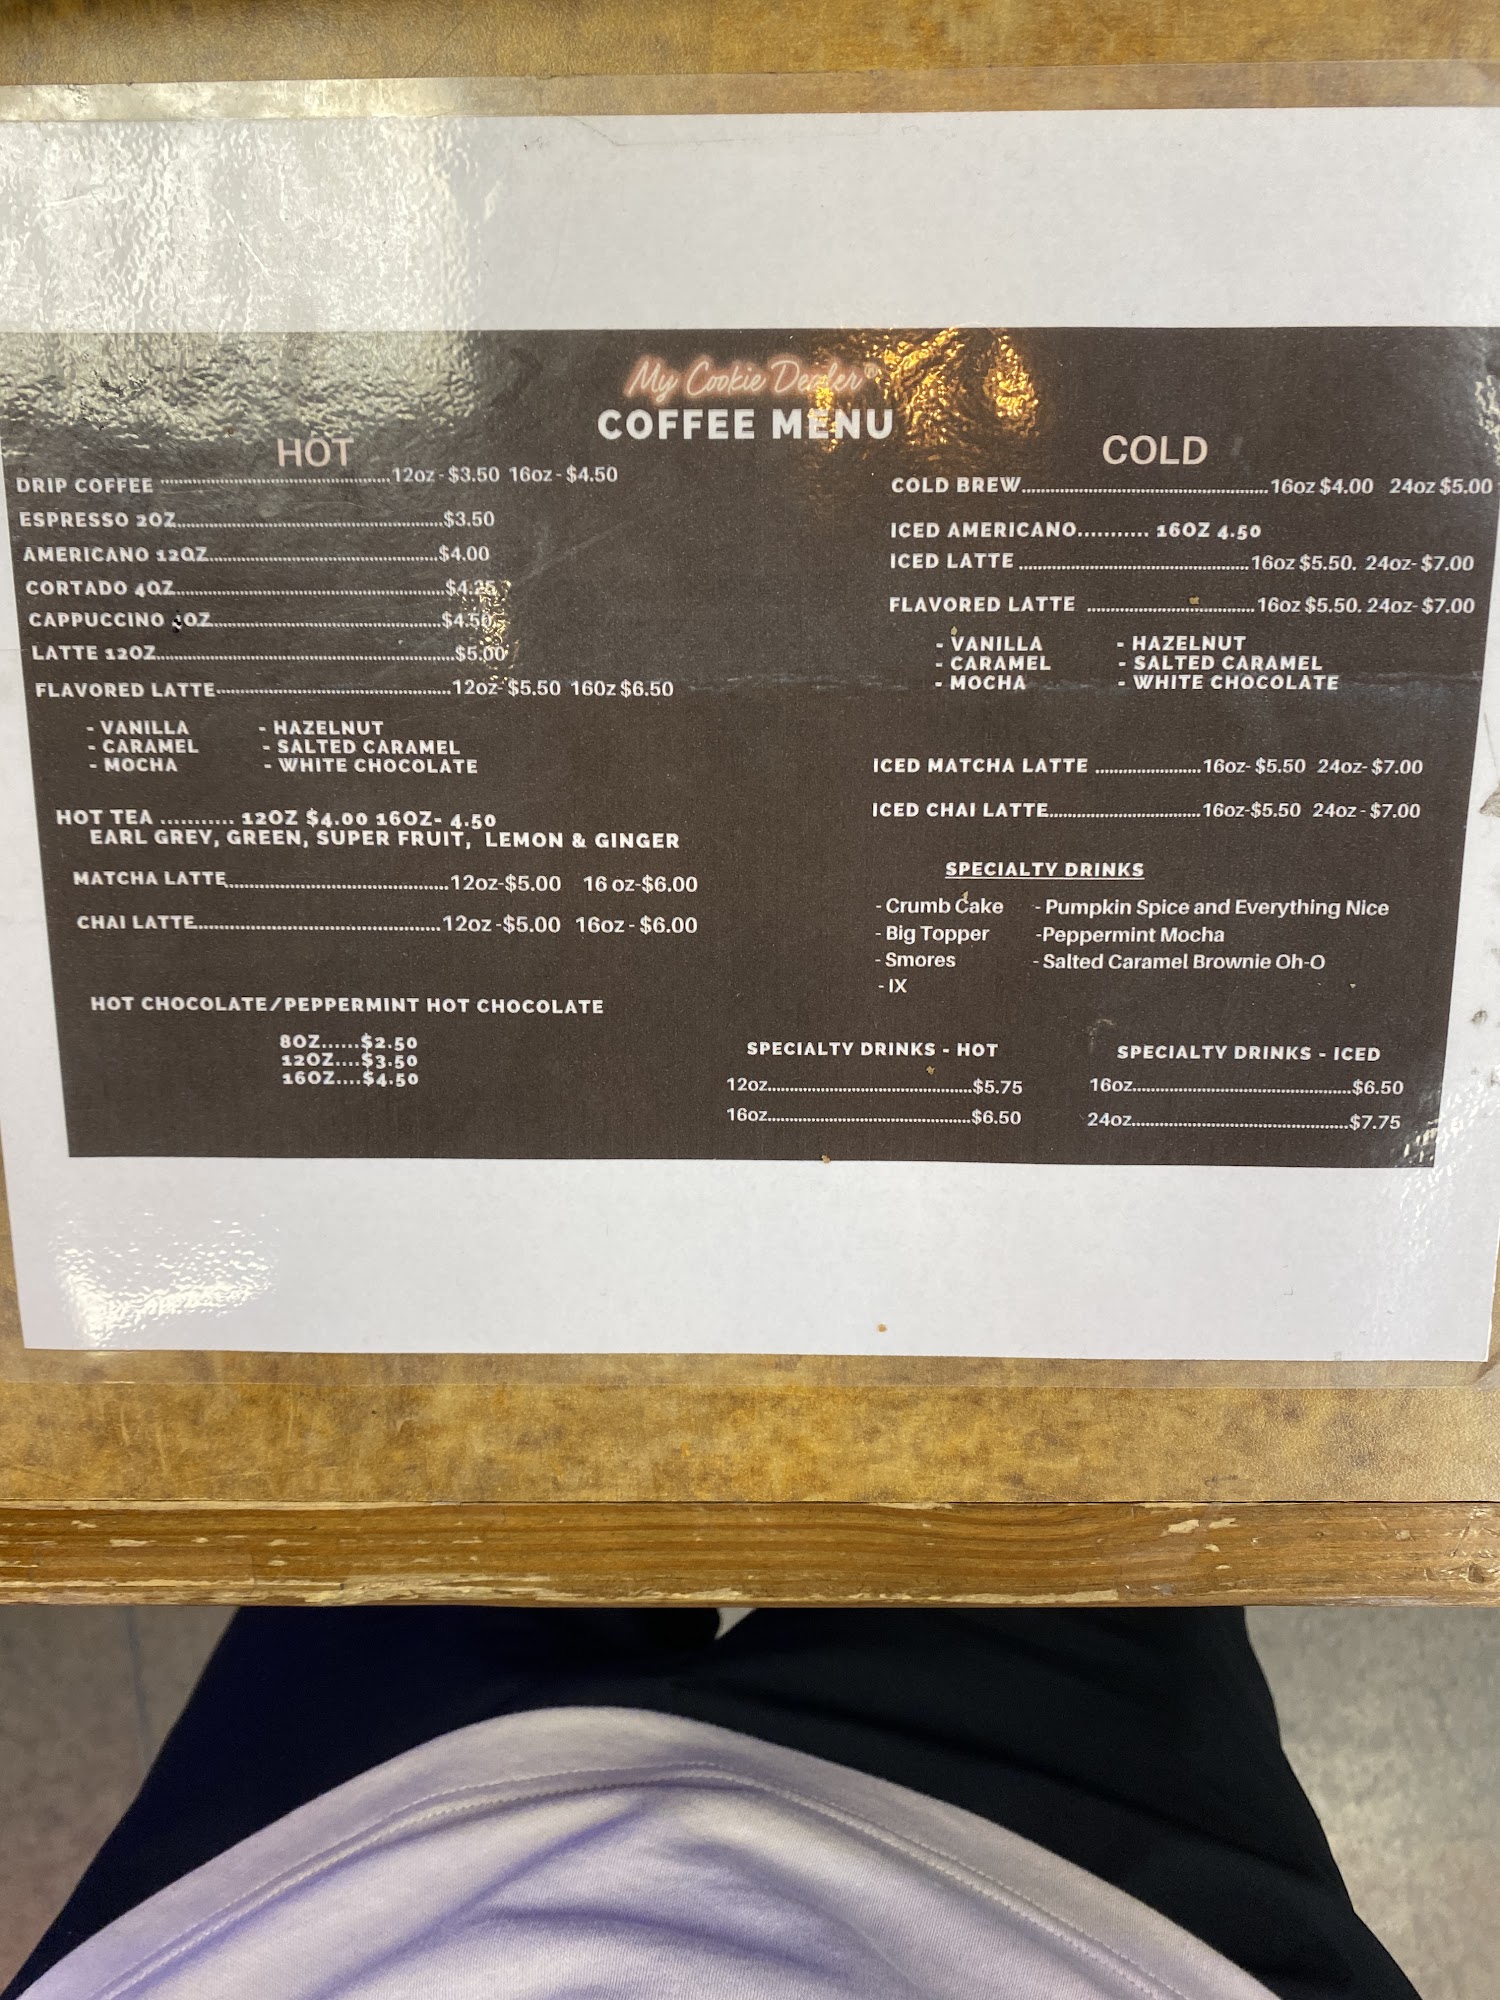 My Cookie Dealer®
COFFEE MENU
HOT
DRIP COFFEE ........................................ 12oz - $3.50 16oz - $4.50
ESPRESSO 2OZ........................................$3.50
AMERICANO 12OZ........................................$4.00
CORTADO 4OZ........................................$4.25
CAPPUCCINO ........................................$4.50
LATTE 12OZ........................................$5.00
FLAVORED LATTE........................................12oz- $5.50 160z $6.50
- VANILLA - HAZELNUT
- CARAMEL - SALTED CARAMEL
- MOCHA - WHITE CHOCOLATE
HOT TEA ........... 12OZ $4.00 16OZ- 4.50
EARL GREY, GREEN, SUPER FRUIT, LEMON & GINGER
MATCHA LATTE........................................12oz-$5.00 16 oz-$6.00
CHAI LATTE........................................12oz -$5.00 16oz - $6.00
HOT CHOCOLATE/PEPPERMINT HOT CHOCOLATE
8OZ......$2.50
12OZ....$3.50
16OZ....$4.50
COLD
COLD BREW........................................16oz $4.00 24oz $5.00
ICED AMERICANO........... 16OZ 4.50
ICED LATTE ........................................16oz $5.50. 24oz- $7.00
FLAVORED LATTE ........................................16oz $5.50. 24oz- $7.00
- VANILLA - HAZELNUT
- CARAMEL - SALTED CARAMEL
- MOCHA - WHITE CHOCOLATE
ICED MATCHA LATTE ..........................16oz- $5.50 24oz- $7.00
ICED CHAI LATTE........................................16oz-$5.50 24oz - $7.00
SPECIALTY DRINKS
- Crumb Cake - Pumpkin Spice and Everything Nice
- Big Topper -Peppermint Mocha
- Smores - Salted Caramel Brownie Oh-O
- IX
SPECIALTY DRINKS - HOT
12oz........................................$5.75
16oz........................................$6.50
SPECIALTY DRINKS - ICED
16oz........................................$6.50
24oz........................................$7.75